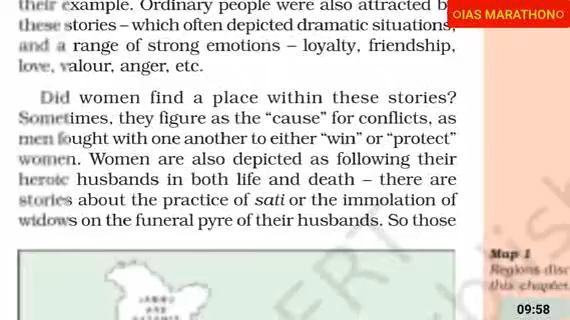 their example. Ordinary people were also attracted b
these stories – which often depicted dramatic situations,
and a range of strong emotions – loyalty, friendship,
love, valour, anger, etc.
Did women find a place within these stories?
Sometimes, they figure as the “cause” for conflicts, as
men fought with one another to either “win” or “protect”
women. Women are also depicted as following their
heroic husbands in both life and death – there are
stories about the practice of sati or the immolation of
widows on the funeral pyre of their husbands. So those
○IAS MARATHON○
JAMMU
AND
KASHMIR
Map 1
Regions disc
this chapter.
09:58